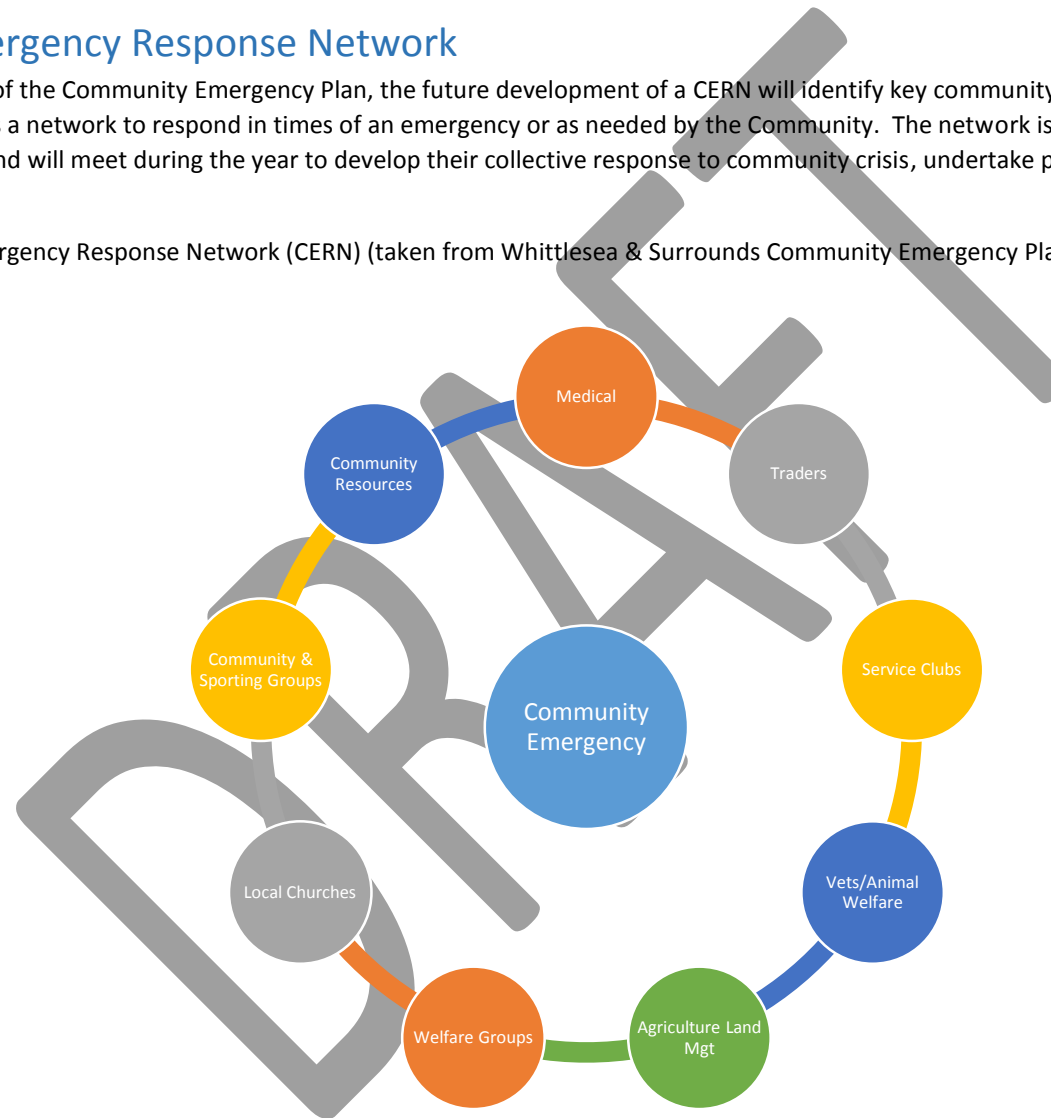 ergency Response Network
of the Community Emergency Plan, the future development of a CERN will identify key community
s a network to respond in times of an emergency or as needed by the Community. The network is
nd will meet during the year to develop their collective response to community crisis, undertake p
ergency Response Network (CERN) (taken from Whittlesea & Surrounds Community Emergency Pla
Medical
Community
Resources
Traders
Community &
Sporting Groups
Service Clubs
Community
Emergency
Local Churches
Vets/Animal
Welfare
Welfare Groups
Agriculture Land
Mgt
DRAFT